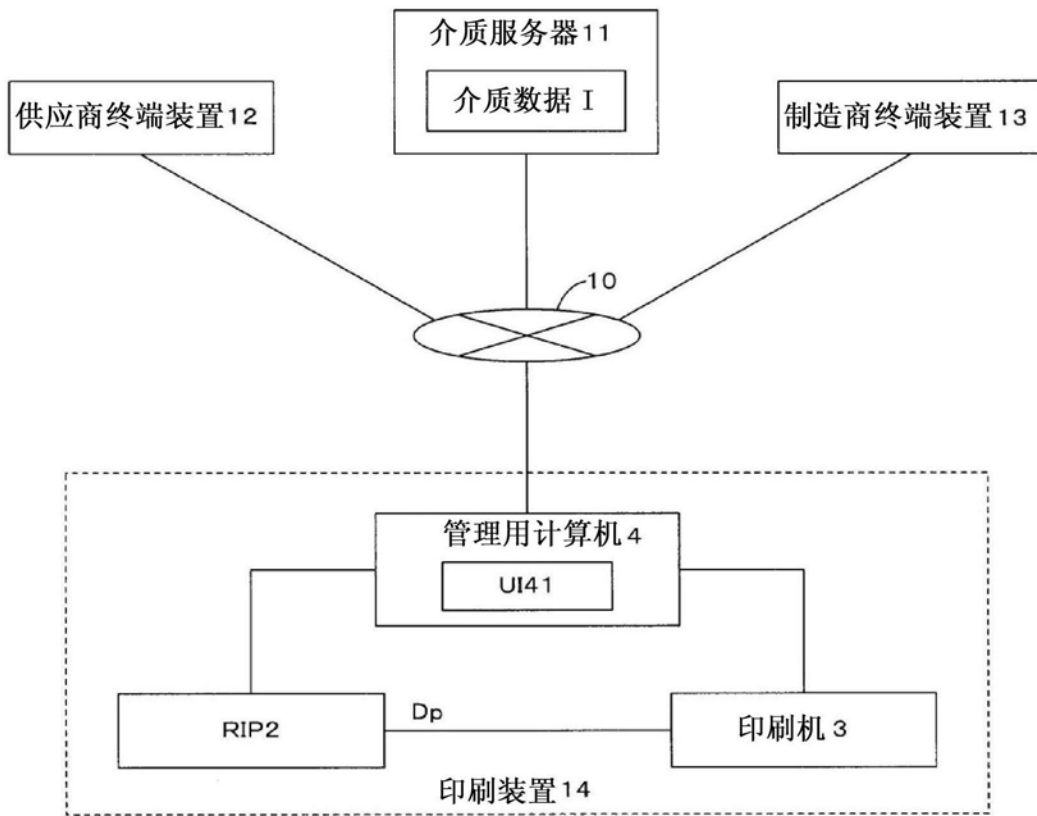 介质服务器11
介质数据 I
供应商终端装置12
制造商终端装置13
10
管理用计算机4
UI41
RIP2
Dp
印刷机 3
印刷装置14